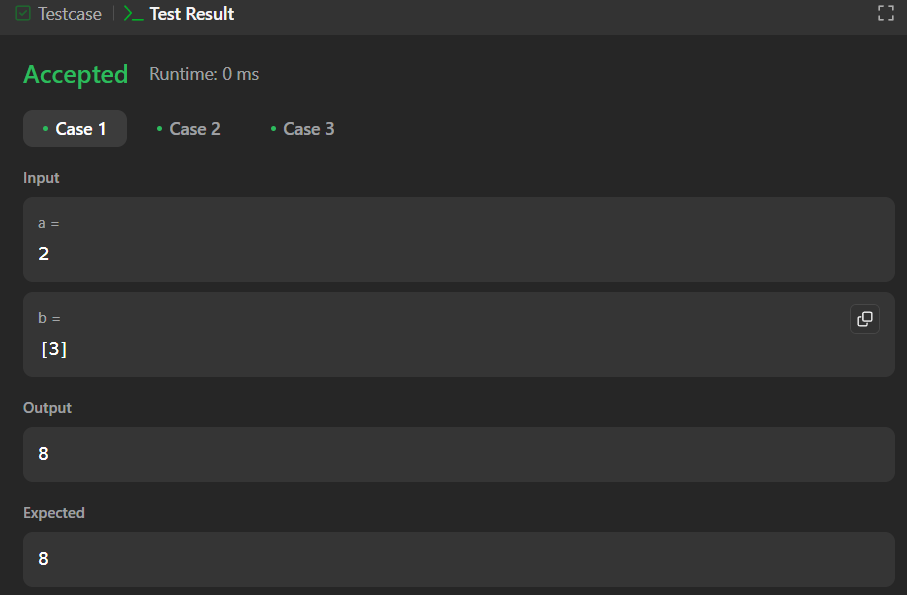 Testcase Test Result
Accepted Runtime: 0 ms
Case 1 Case 2 Case 3
Input
a =
2
b =
[3]
Output
8
Expected
8